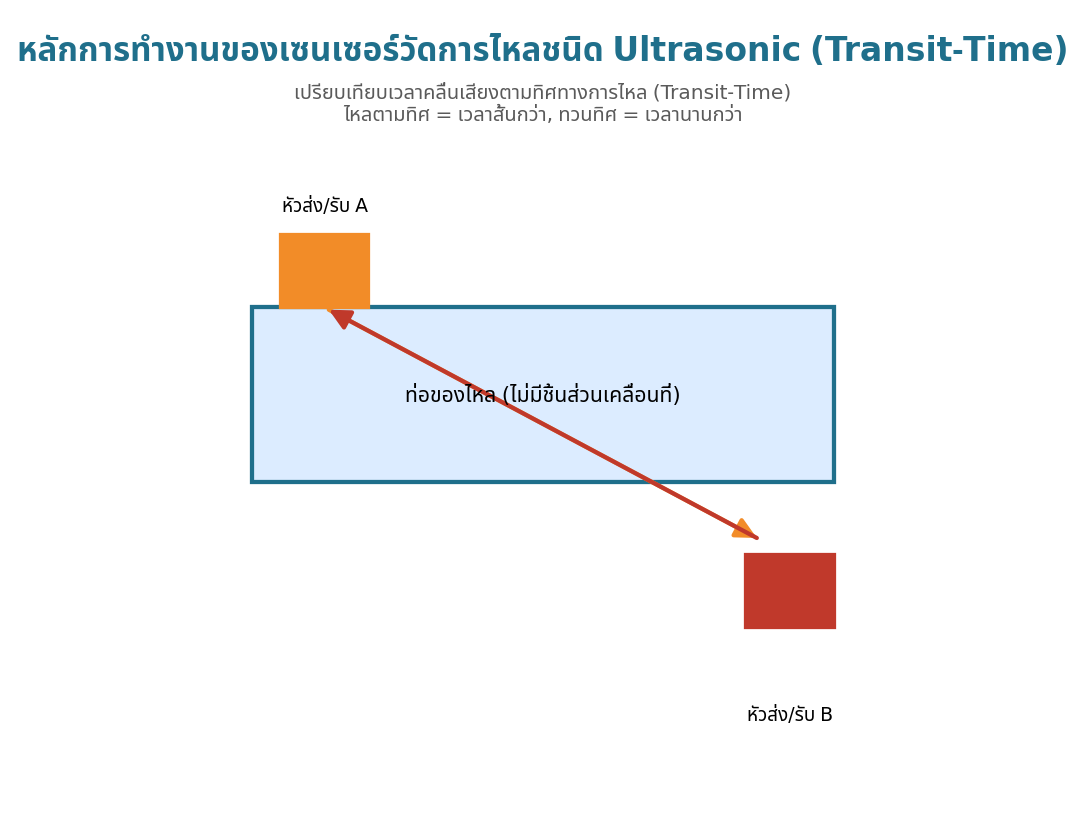 หลักการทำงานของเซนเซอร์วัดการไหลชนิด Ultrasonic (Transit-Time)
เปรียบเทียบเวลาคลื่นเสียงตามทิศทางการไหล (Transit-Time)
ไหลตามทิศ = เวลาสั้นกว่า, ทวนทิศ = เวลานานกว่า
หัวส่ง/รับ A
ท่อของไหล (ไม่มีชิ้นส่วนเคลื่อนที่)
หัวส่ง/รับ B